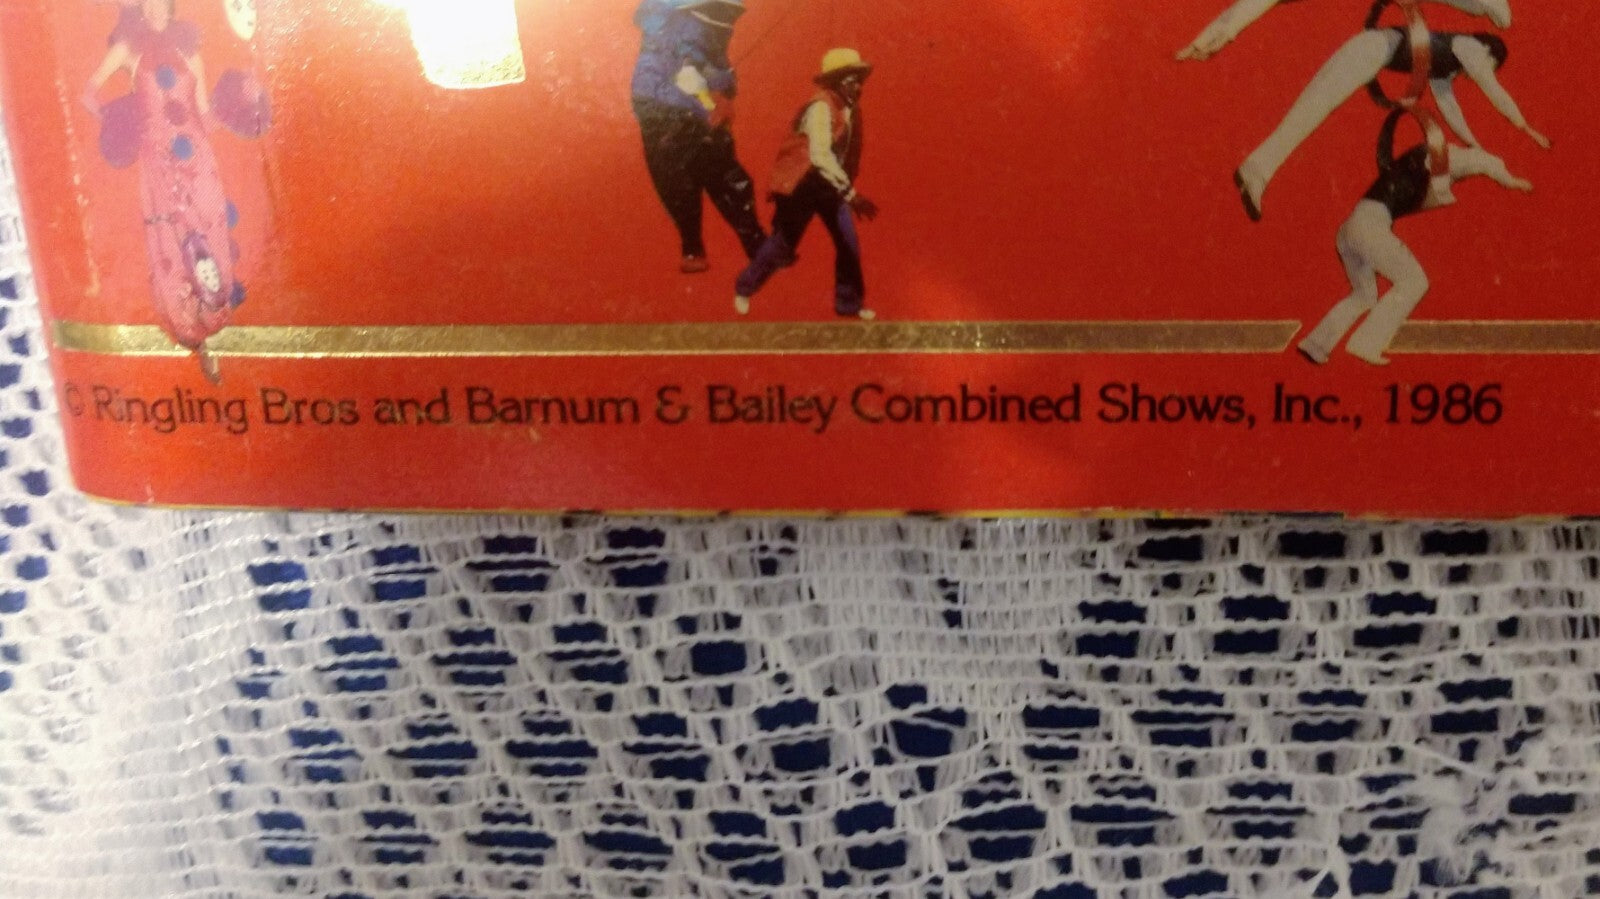 © Ringling Bros and Barnum & Bailey Combined Shows, Inc., 1986